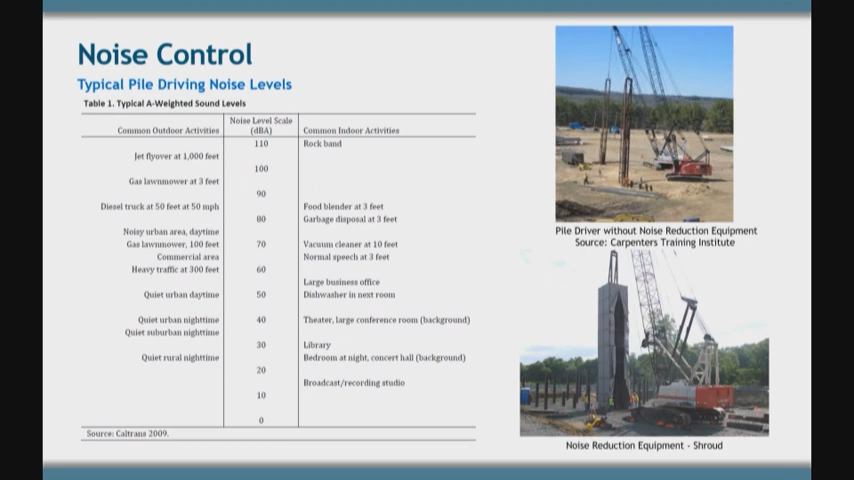 Noise Control
Typical Pile Driving Noise Levels
Table 1. Typical A-Weighted Sound Levels
Noise Level Scale
Common Outdoor Activities (dBA) Common Indoor Activities
110 Rock band
Jet flyover at 1,000 feet
100
Gas lawnmower at 3 feet
90
Diesel truck at 50 feet at 50 mph Food blender at 3 feet
80 Garbage disposal at 3 feet
Noisy urban area, daytime
Gas lawnmower, 100 feet 70 Vacuum cleaner at 10 feet
Commercial area Normal speech at 3 feet
Heavy traffic at 300 feet 60
Large business office
Quiet urban daytime 50 Dishwasher in next room
Quiet urban nighttime 40 Theater, large conference room (background)
Quiet suburban nighttime
30 Library
Quiet rural nighttime Bedroom at night, concert hall (background)
20
Broadcast/recording studio
10
0
Source: Caltrans 2009.
Pile Driver without Noise Reduction Equipment
Source: Carpenters Training Institute
Noise Reduction Equipment - Shroud